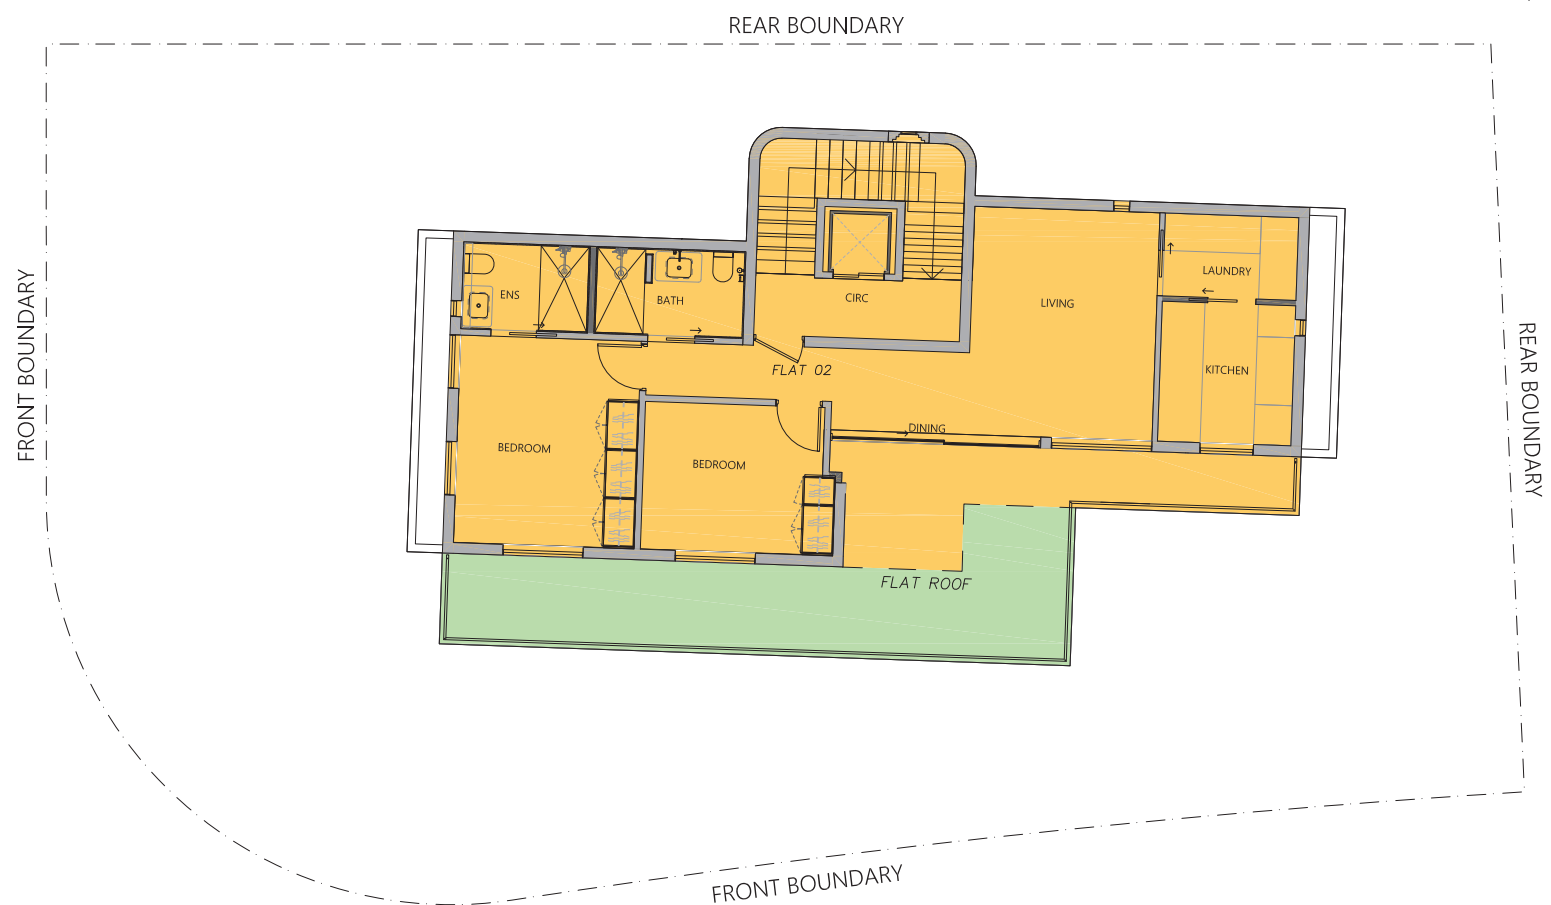 REAR BOUNDARY
FRONT BOUNDARY
ENS
BATH
CIRC
LIVING
LAUNDRY
KITCHEN
REAR BOUNDARY
FLAT 02
DINING
BEDROOM
BEDROOM
FLAT ROOF
FRONT BOUNDARY